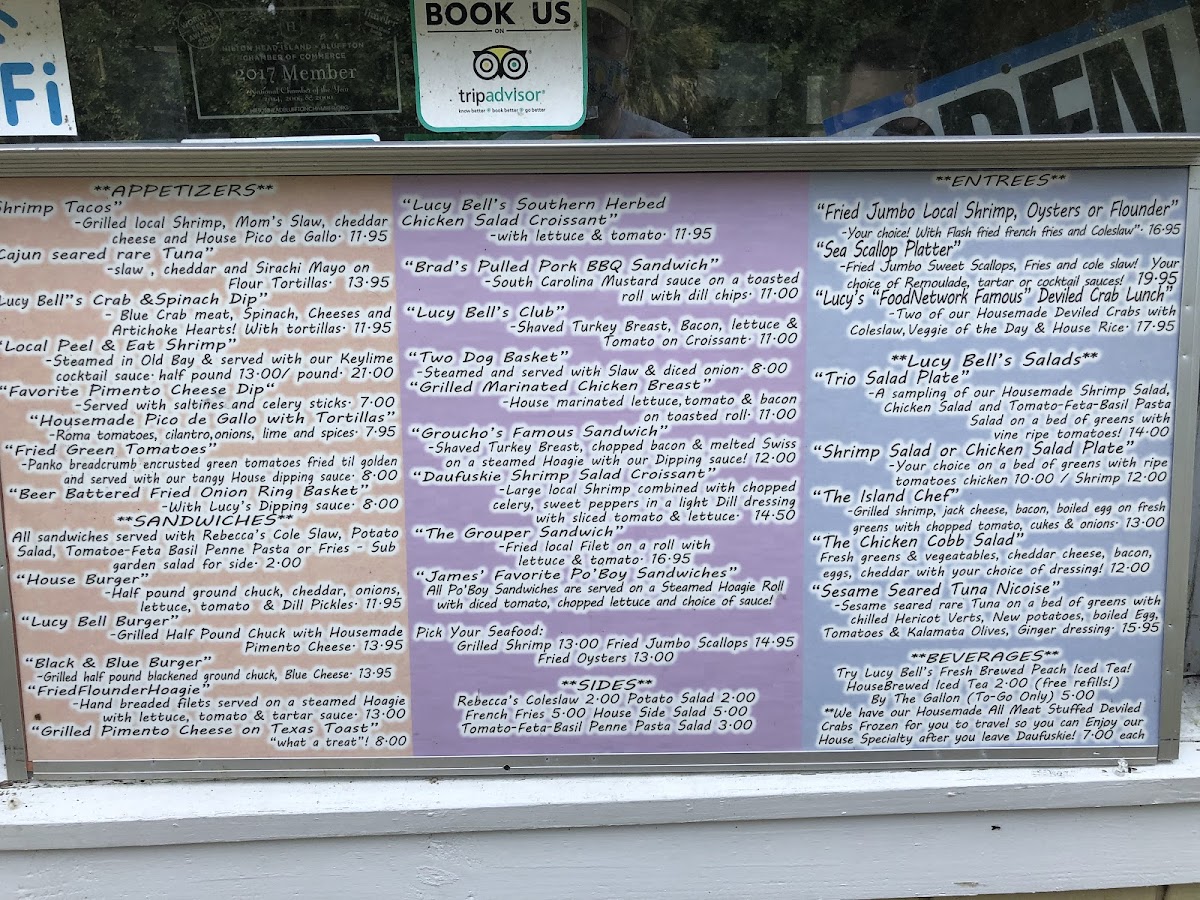 Fi
HILTON HEAD ISLAND • BLUFFTON
CHAMBER OF COMMERCE
2017 Member
National Chamber of the Year
BOOK US
ON
tripadvisor®
know better • book better • go better
OPEN
**APPETIZERS**
Shrimp Tacos"
-Grilled local Shrimp, Mom's Slaw, cheddar
cheese and House Pico de Gallo· 11·95
Cajun seared rare Tuna"
-slaw , cheddar and Sirachi Mayo on
Flour Tortillas· 13.95
Lucy Bell"s Crab &Spinach Dip"
- Blue Crab meat, Spinach, Cheeses and
Artichoke Hearts! With tortillas· 11·95
"Local Peel & Eat Shrimp"
-Steamed in Old Bay & served with our Keylime
cocktail sauce· half pound 13.00/ pound· 21·00
"Favorite Pimento Cheese Dip"
-Served with saltines and celery sticks· 7·00
"Housemade Pico de Gallo with Tortillas"
-Roma tomatoes, cilantro,onions, lime and spices· 7·95
"Fried Green Tomatoes"
-Panko breadcrumb encrusted green tomatoes fried til golden
and served with our tangy House dipping sauce· 8·00
"Beer Battered Fried Onion Ring Basket"
-With Lucy's Dipping sauce· 8·00
**SANDWICHES**
All sandwiches served with Rebecca's Cole Slaw, Potato
Salad, Tomatoe-Feta Basil Penne Pasta or Fries - Sub
garden salad for side· 2·00
"House Burger"
-Half pound ground chuck, cheddar, onions,
lettuce, tomato & Dill Pickles· 11·95
"Lucy Bell Burger"
-Grilled Half Pound Chuck with Housemade
Pimento Cheese· 13·95
"Black & Blue Burger"
-Grilled half pound blackened ground chuck, Blue Cheese· 13·95
"FriedFlounderHoagie"
-Hand breaded filets served on a steamed Hoagie
with lettuce, tomato & tartar sauce· 13·00
"Grilled Pimento Cheese on Texas Toast"
"what a treat"! 8·00
"Lucy Bell's Southern Herbed
Chicken Salad Croissant"
-with lettuce & tomato· 11·95
"Brad's Pulled Pork BBQ Sandwich"
-South Carolina Mustard sauce on a toasted
roll with dill chips· 11·00
"Lucy Bell's Club"
-Shaved Turkey Breast, Bacon, lettuce &
Tomato on Croissant· 11·00
"Two Dog Basket"
-Steamed and served with Slaw & diced onion· 8·00
"Grilled Marinated Chicken Breast"
-House marinated lettuce,tomato & bacon
on toasted roll· 11·00
"Groucho's Famous Sandwich"
-Shaved Turkey Breast, chopped bacon & melted Swiss
on a steamed Hoagie with our Dipping sauce! 12·00
"Daufuskie Shrimp Salad Croissant"
-Large local Shrimp combined with chopped
celery, sweet peppers in a light Dill dressing
with sliced tomato & lettuce· 14·50
"The Grouper Sandwich"
-Fried local Filet on a roll with
lettuce & tomato· 16·95
"James' Favorite Po'Boy Sandwiches"
All Po'Boy Sandwiches are served on a Steamed Hoagie Roll
with diced tomato, chopped lettuce and choice of sauce!
Pick Your Seafood:
Grilled Shrimp 13·00 Fried Jumbo Scallops 14·95
Fried Oysters 13·00
**SIDES**
Rebecca's Coleslaw 2·00 Potato Salad 2·00
French Fries 5·00 House Side Salad 5·00
Tomato-Feta-Basil Penne Pasta Salad 3·00
**ENTREES**
"Fried Jumbo Local Shrimp, Oysters or Flounder"
-Your choice! With Flash fried french fries and Coleslaw"· 16·95
"Sea Scallop Platter"
-Fried Jumbo Sweet Scallops, Fries and cole slaw! Your
choice of Remoulade, tartar or cocktail sauces! 19·95
"Lucy's "FoodNetwork Famous" Deviled Crab Lunch"
-Two of our Housemade Deviled Crabs with
Coleslaw,Veggie of the Day & House Rice· 17·95
**Lucy Bell's Salads**
"Trio Salad Plate"
-A sampling of our Housemade Shrimp Salad,
Chicken Salad and Tomato-Feta-Basil Pasta
Salad on a bed of greens with
vine ripe tomatoes! 14·00
"Shrimp Salad or Chicken Salad Plate"
-Your choice on a bed of greens with ripe
tomatoes chicken 10·00 / Shrimp 12·00
"The Island Chef"
-Grilled shrimp, jack cheese, bacon, boiled egg on fresh
greens with chopped tomato, cukes & onions· 13·00
"The Chicken Cobb Salad"
Fresh greens & vegeatables, cheddar cheese, bacon,
eggs, cheddar with your choice of dressing! 12·00
"Sesame Seared Tuna Nicoise"
-Sesame seared rare Tuna on a bed of greens with
chilled Hericot Verts, New potatoes, boiled Egg,
Tomatoes & Kalamata Olives, Ginger dressing· 15·95
**BEVERAGES**
Try Lucy Bell's Fresh Brewed Peach Iced Tea!
HouseBrewed Iced Tea 2·00 (free refills!)
By The Gallon (To-Go Only) 5·00
**We have our Housemade All Meat Stuffed Deviled
Crabs Frozen for you to travel so you can Enjoy our
House Specialty after you leave Daufuskie! 7·00 each